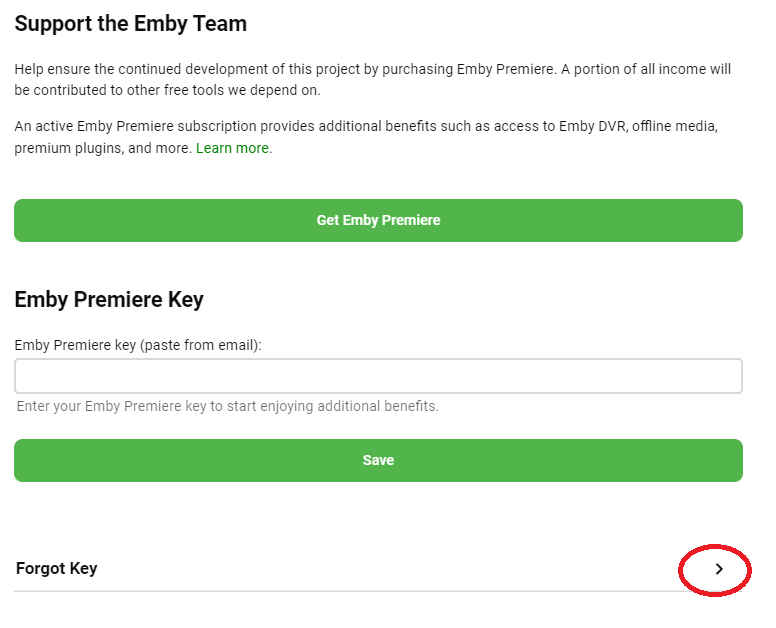 Support the Emby Team
Help ensure the continued development of this project by purchasing Emby Premiere. A portion of all income will
be contributed to other free tools we depend on.
An active Emby Premiere subscription provides additional benefits such as access to Emby DVR, offline media,
premium plugins, and more. Learn more.
Get Emby Premiere
Emby Premiere Key
Emby Premiere key (paste from email):
Enter your Emby Premiere key to start enjoying additional benefits.
Save
Forgot Key